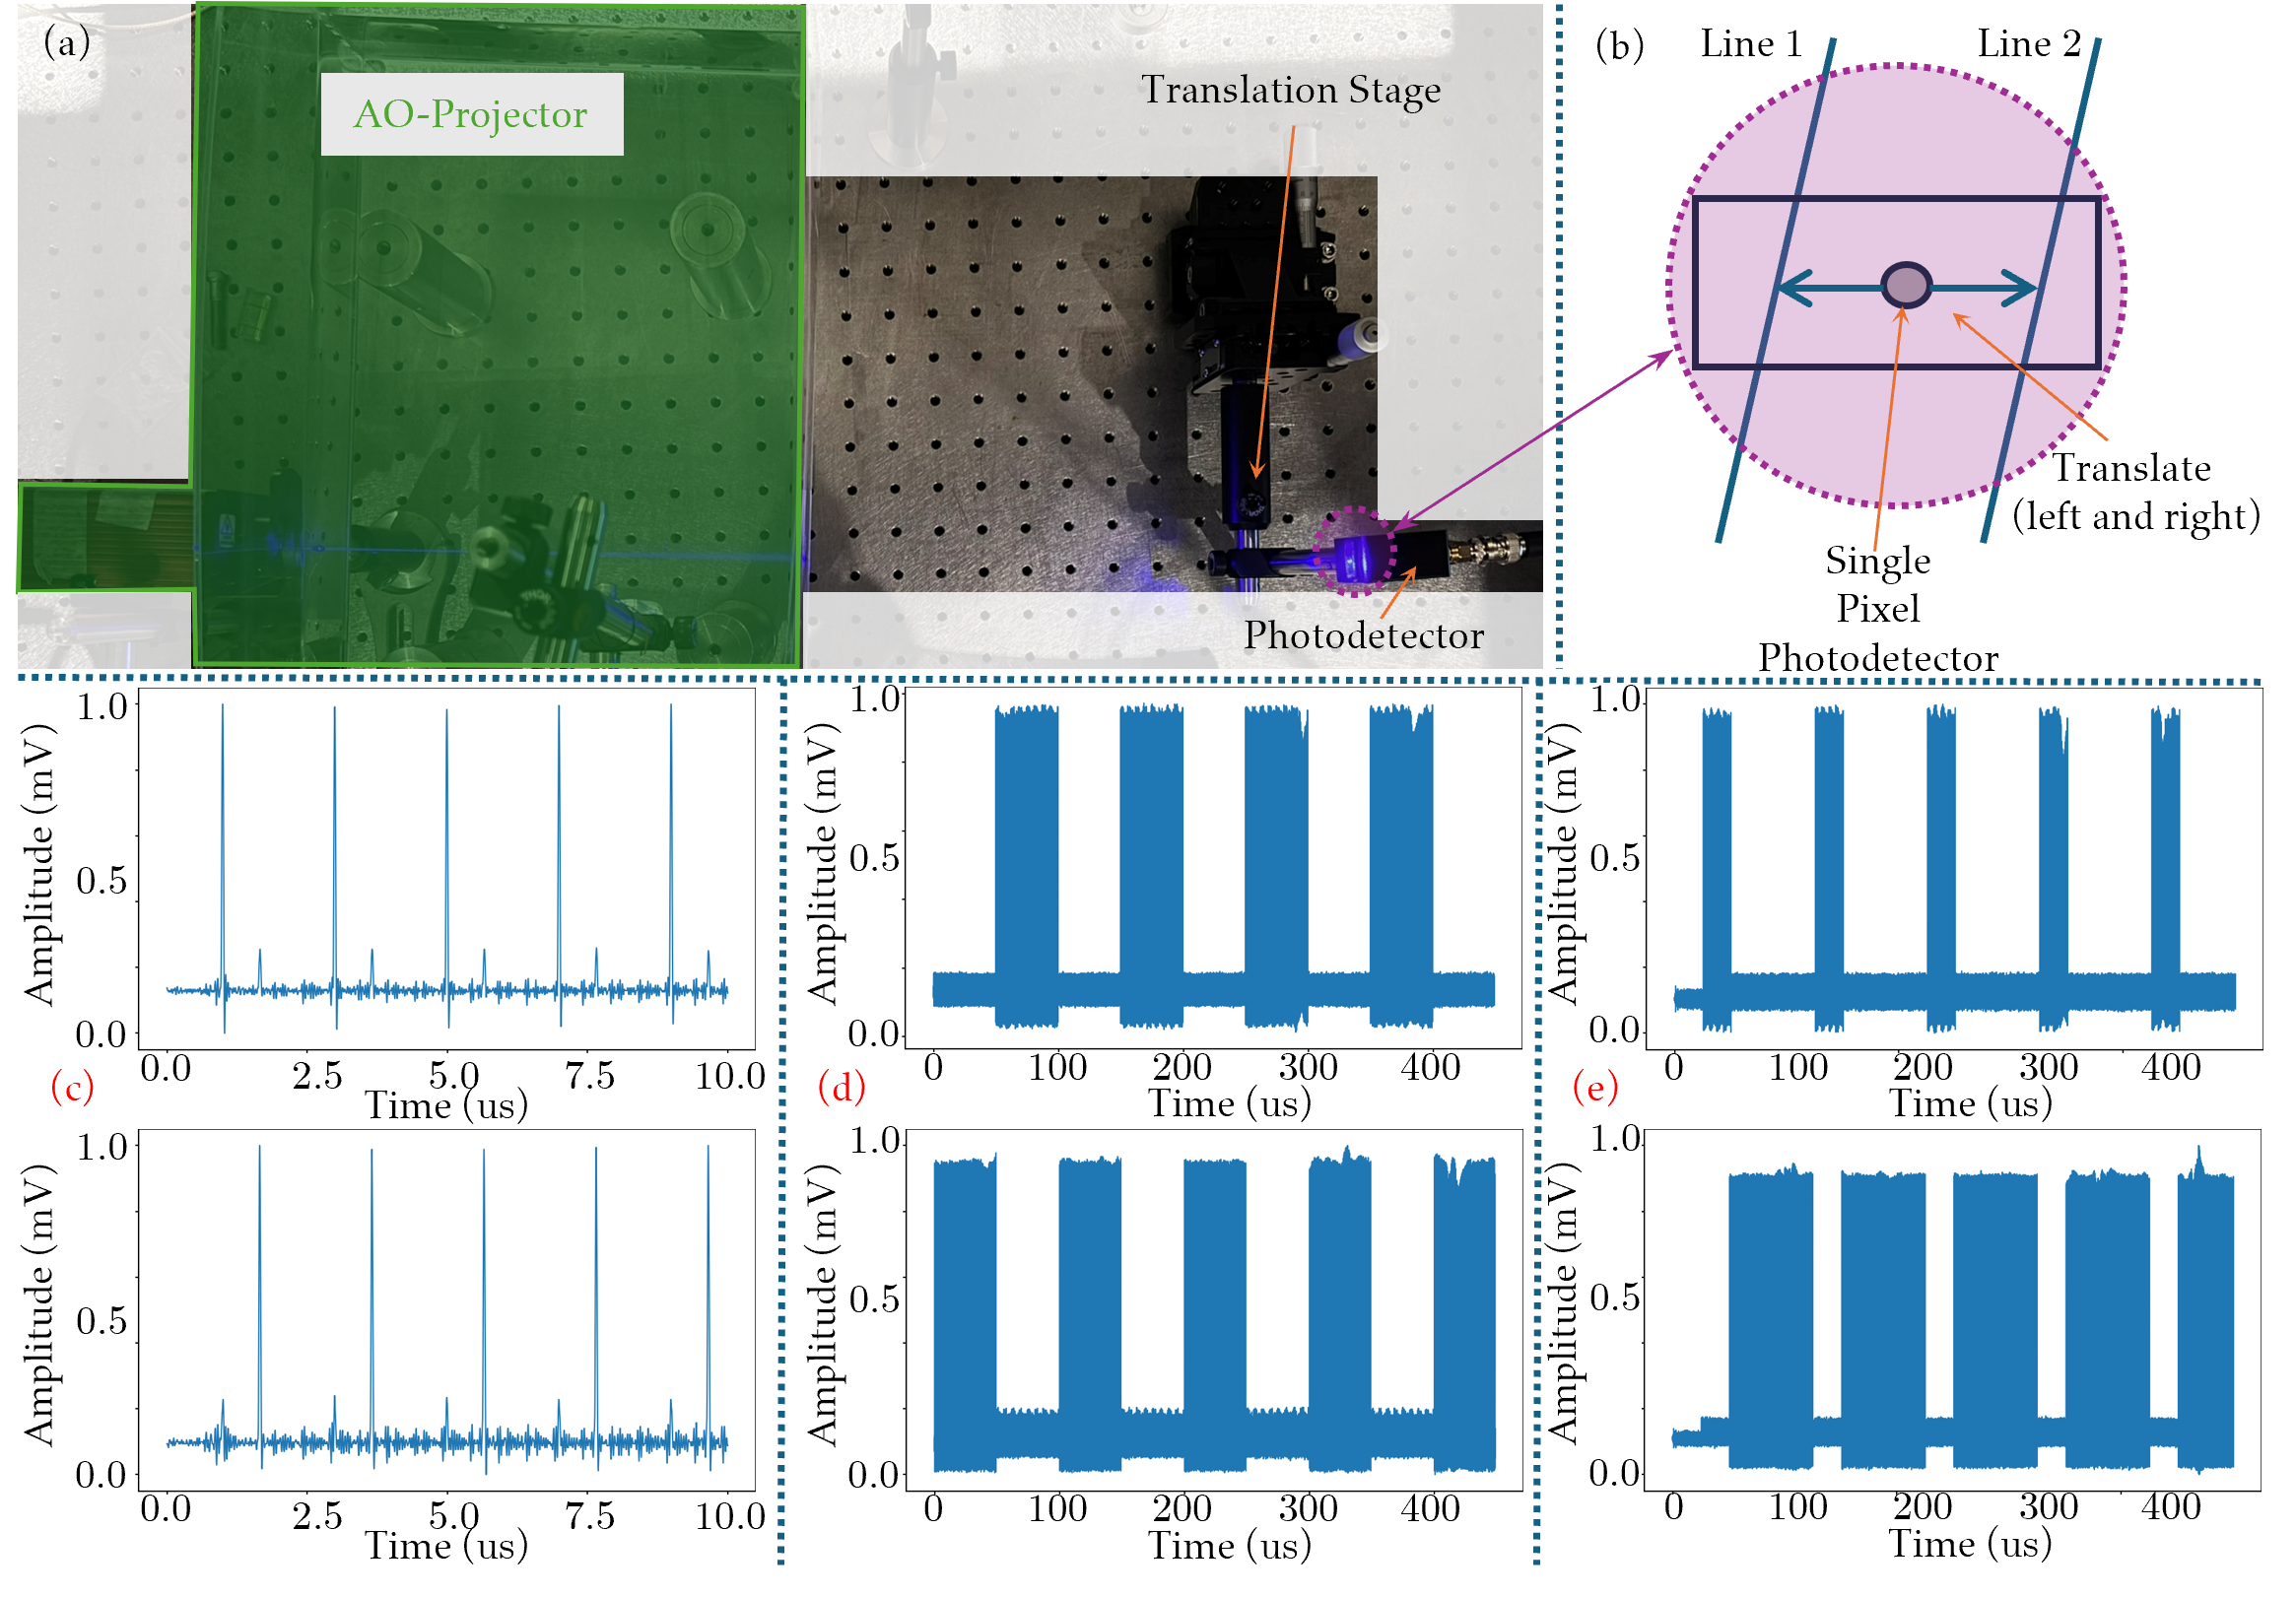 (a)
AO-Projector
Translation Stage
Photodetector
(b)
Line 1
Line 2
Translate
(left and right)
Single
Pixel
Photodetector
1.0
0.5
0.0
Amplitude (mV)
0.0 2.5 5.0 7.5 10.0
Time (us)
(c)
1.0
0.5
0.0
Amplitude (mV)
0.0 2.5 5.0 7.5 10.0
Time (us)
1.0
0.5
0.0
Amplitude (mV)
0 100 200 300 400
Time (us)
(d)
1.0
0.5
0.0
Amplitude (mV)
0 100 200 300 400
Time (us)
1.0
0.5
0.0
Amplitude (mV)
0 100 200 300 400
Time (us)
(e)
1.0
0.5
0.0
Amplitude (mV)
0 100 200 300 400
Time (us)